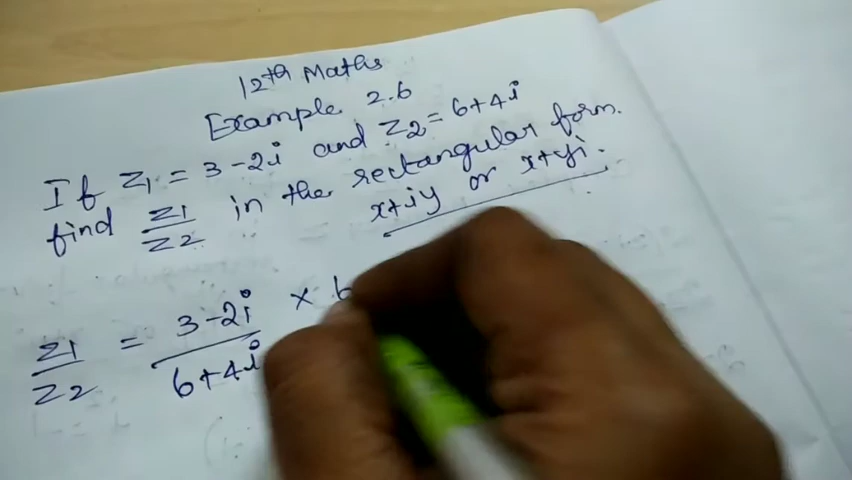 12th Maths
Example 2.6
If z1 = 3-2i and z2 = 6+4i
find z1/z2 in the rectangular form.
x+iy or x+yi.
z1/z2 = 3-2i/6+4i × 6